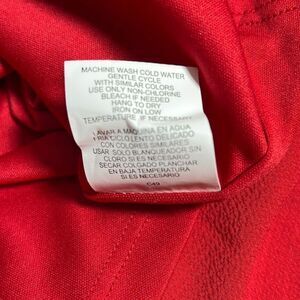 MACHINE WASH COLD WATER
GENTLE CYCLE
WITH SIMILAR COLORS
USE ONLY NON-CHLORINE
BLEACH IF NEEDED
HANG TO DRY
IRON ON LOW
TEMPERATURE IF NECESSARY
LAVAR A MAQUINA EN AGUA
FRIA CICLO LENTO DELICADO
CON COLORES SIMILARES
USAR SOLO BLANQUEADOR SIN
CLORO SI ES NECESARIO
SECAR COLGADO PLANCHAR
EN BAJA TEMPERATURA
SI ES NECESARIO